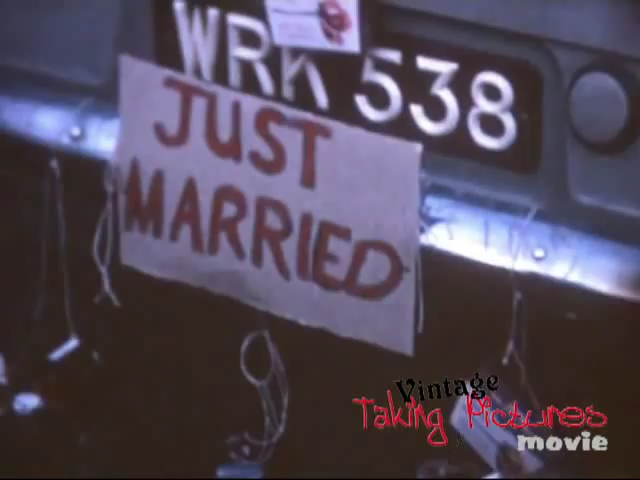 WRK 538
JUST
MARRIED
Vintage
Taking Pictures
movie